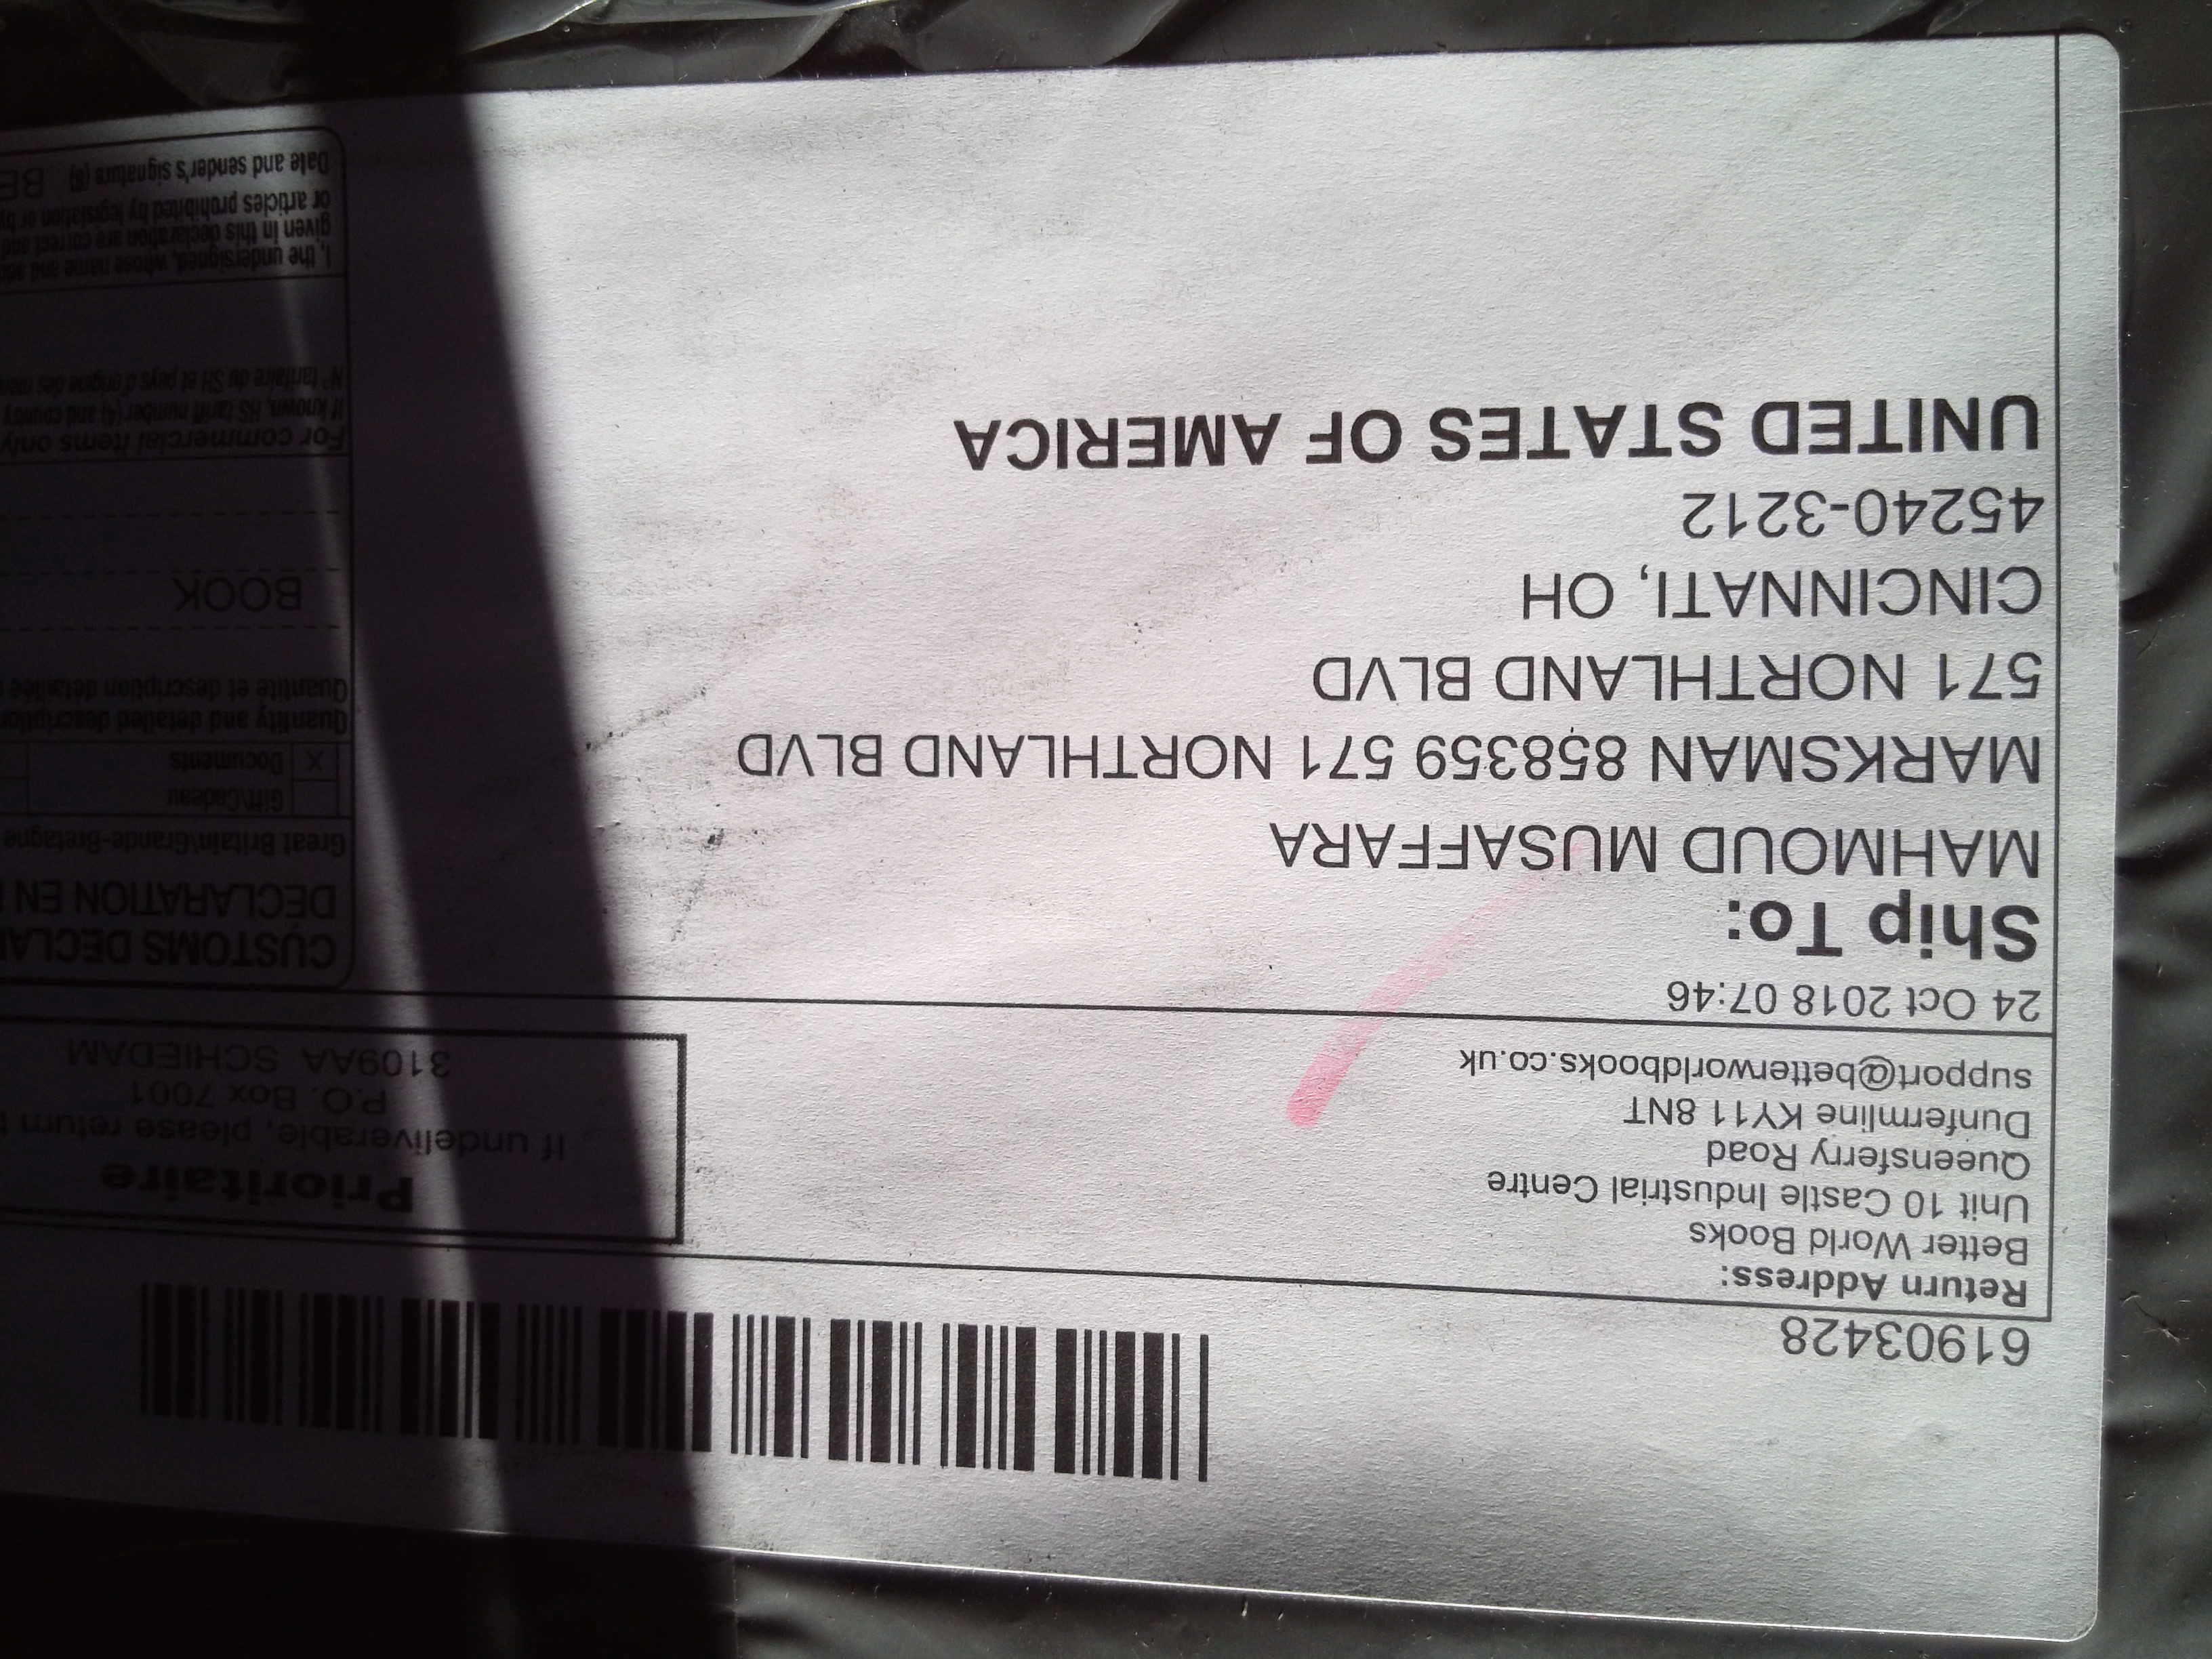 61903428
Return Address:
Better World Books
Unit 10 Castle Industrial Centre
Queensferry Road
Dunfermline KY11 8NT
support@betterworldbooks.co.uk
Prioritaire
If undeliverable, please return
P.O. Box 7001
3109AA SCHIEDAM
24 Oct 2018 07:46
Ship To:
MAHMOUD MUSAFFARA
MARKSMAN 858359 571 NORTHLAND BLVD
571 NORTHLAND BLVD
CINCINNATI, OH
45240-3212
UNITED STATES OF AMERICA
CUSTOMS DECLA
DÉCLARATION EN
Great Britain\Grande-Bretagne
Gift\Cadeau
X Documents
Quantity and detailed description
Quantité et description détaillée
BOOK
For commercial items only
If known, HS tariff number (4) and country
N° tarifaire du SH et pays d'origine des
I, the undersigned, whose name and
given in this declaration are correct and
or articles prohibited by legislation or by
Date and sender's signature (6) BE